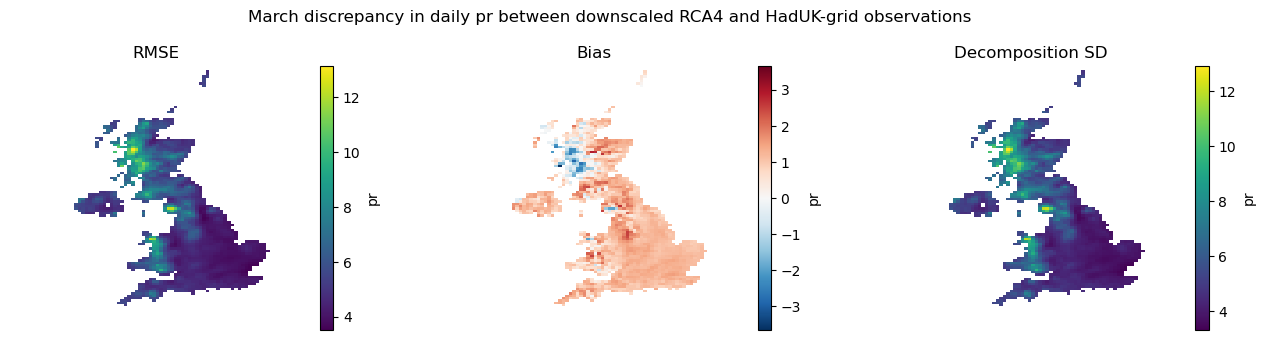 March discrepancy in daily pr between downscaled RCA4 and HadUK-grid observations
RMSE
12
10
8
6
4
pr
Bias
3
2
1
0
−1
−2
−3
pr
Decomposition SD
12
10
8
6
4
pr